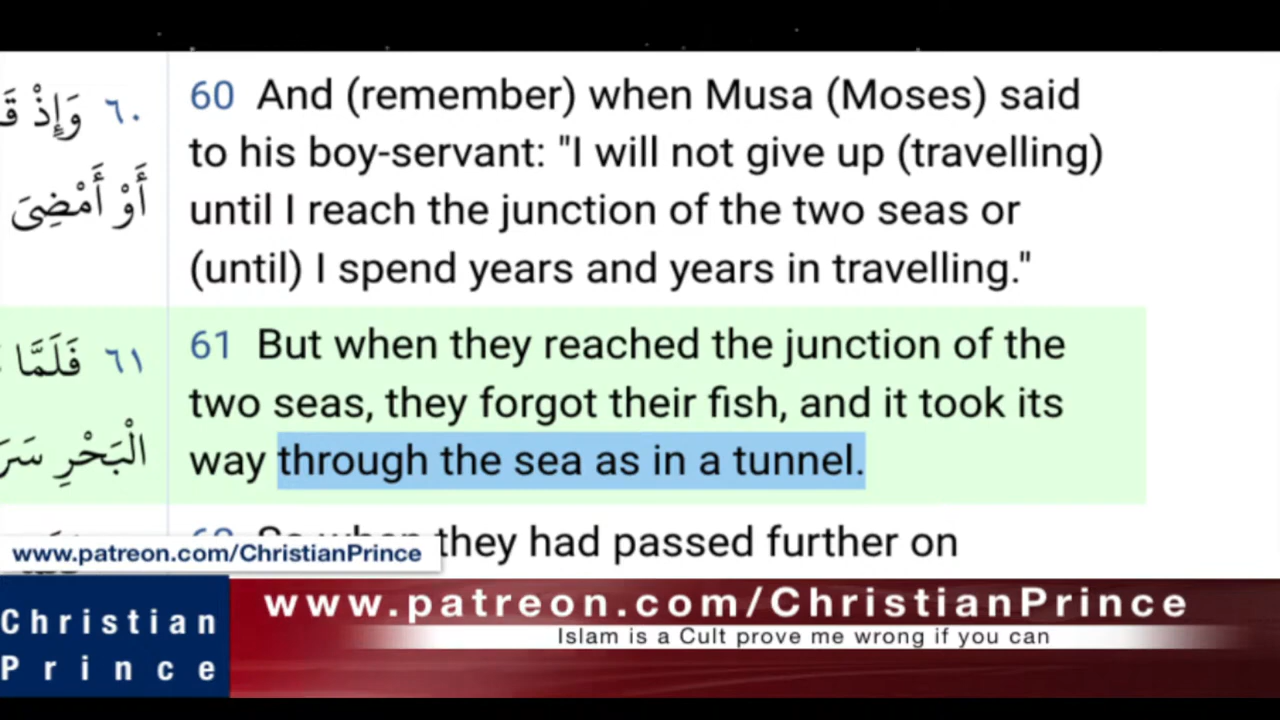 ٦٠ وَإِذْ قَ
أَوْ أَمْضِىَ
60 And (remember) when Musa (Moses) said
to his boy-servant: "I will not give up (travelling)
until I reach the junction of the two seas or
(until) I spend years and years in travelling."
٦١ فَلَمَّا
الْبَحْرِ سَرَ
61 But when they reached the junction of the
two seas, they forgot their fish, and it took its
way through the sea as in a tunnel.
they had passed further on
www.patreon.com/ChristianPrince
Christian
Prince
www.patreon.com/ChristianPrince
Islam is a Cult prove me wrong if you can